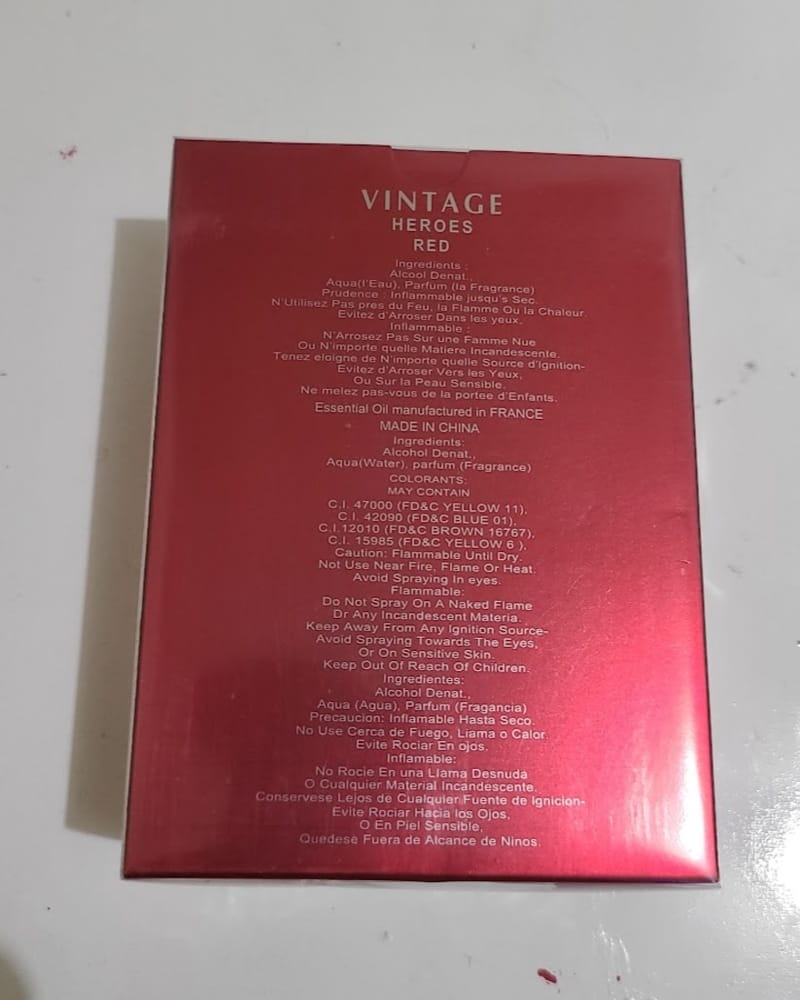 VINTAGE
HEROES
RED
Ingredients :
Alcool Denat.,
Aqua(l'Eau), Parfum (la Fragrance)
Prudence : Inflammable jusqu's Sec.
N'Utilisez Pas pres du Feu, la Flamme Ou la Chaleur.
Evitez d'Arroser Dans les yeux,
Inflammable :
N'Arrosez Pas Sur une Famme Nue
Ou N'importe quelle Matiere Incandescente.
Tenez eloigne de N'importe quelle Source d'Ignition-
Evitez d'Arroser Vers les Yeux,
Ou Sur la Peau Sensible.
Ne melez pas-vous de la portee d'Enfants.
Essential Oil manufactured in FRANCE
MADE IN CHINA
Ingredients:
Alcohol Denat.,
Aqua(Water), parfum (Fragrance)
COLORANTS:
MAY CONTAIN
C.I. 47000 (FD&C YELLOW 11),
C.I. 42090 (FD&C BLUE 01),
C.I.12010 (FD&C BROWN 16767),
C.I. 15985 (FD&C YELLOW 6 ),
Caution: Flammable Until Dry.
Not Use Near Fire, Flame Or Heat.
Avoid Spraying In eyes.
Flammable:
Do Not Spray On A Naked Flame
Dr Any Incandescent Materia.
Keep Away From Any Ignition Source-
Avoid Spraying Towards The Eyes,
Or On Sensitive Skin.
Keep Out Of Reach Of Children.
Ingredientes:
Alcohol Denat.,
Aqua (Agua), Parfum (Fragancia)
Precaucion: Inflamable Hasta Seco.
No Use Cerca de Fuego, Liama o Calor.
Evite Rociar En ojos.
Inflamable:
No Rocie En una Llama Desnuda
O Cualquier Material Incandescente.
Conservese Lejos de Cualquier Fuente de Ignicion-
Evite Rociar Hacia los Ojos,
O En Piel Sensible,
Quedese Fuera de Alcance de Ninos.